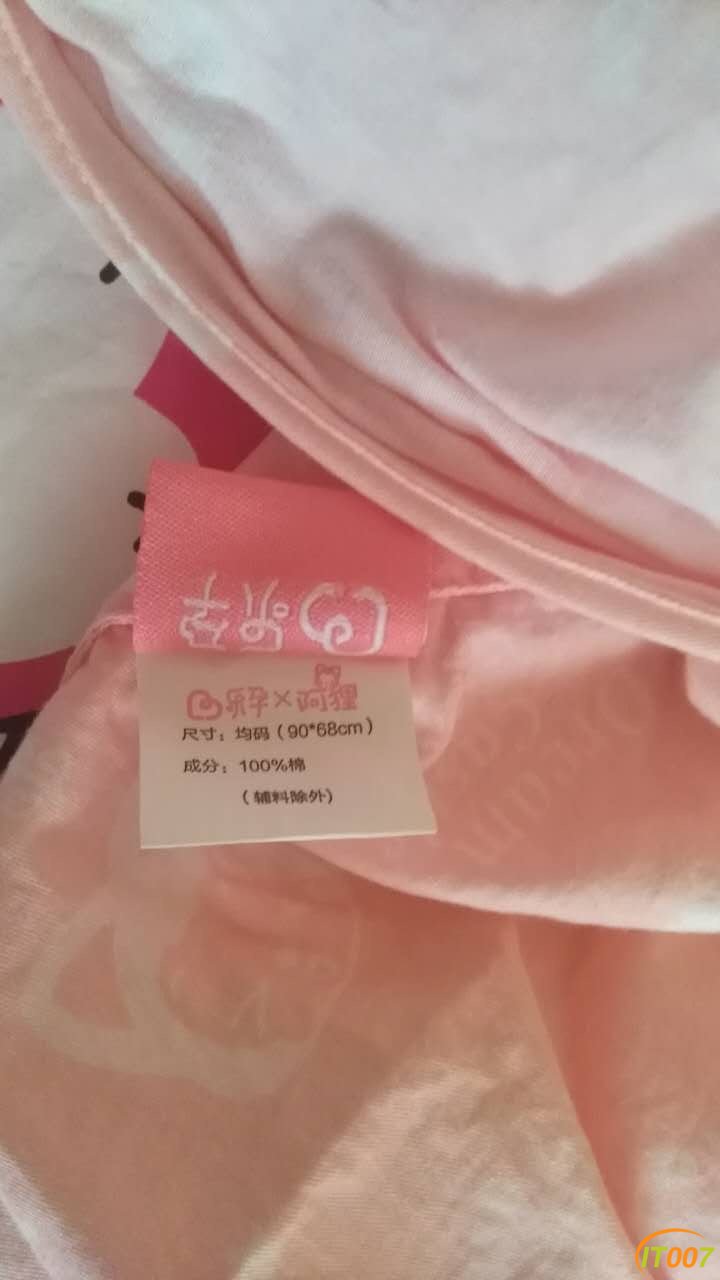 乐孕
乐孕×阿狸
尺寸：均码（90*68cm）
成分：100%棉
（辅料除外）
IT007